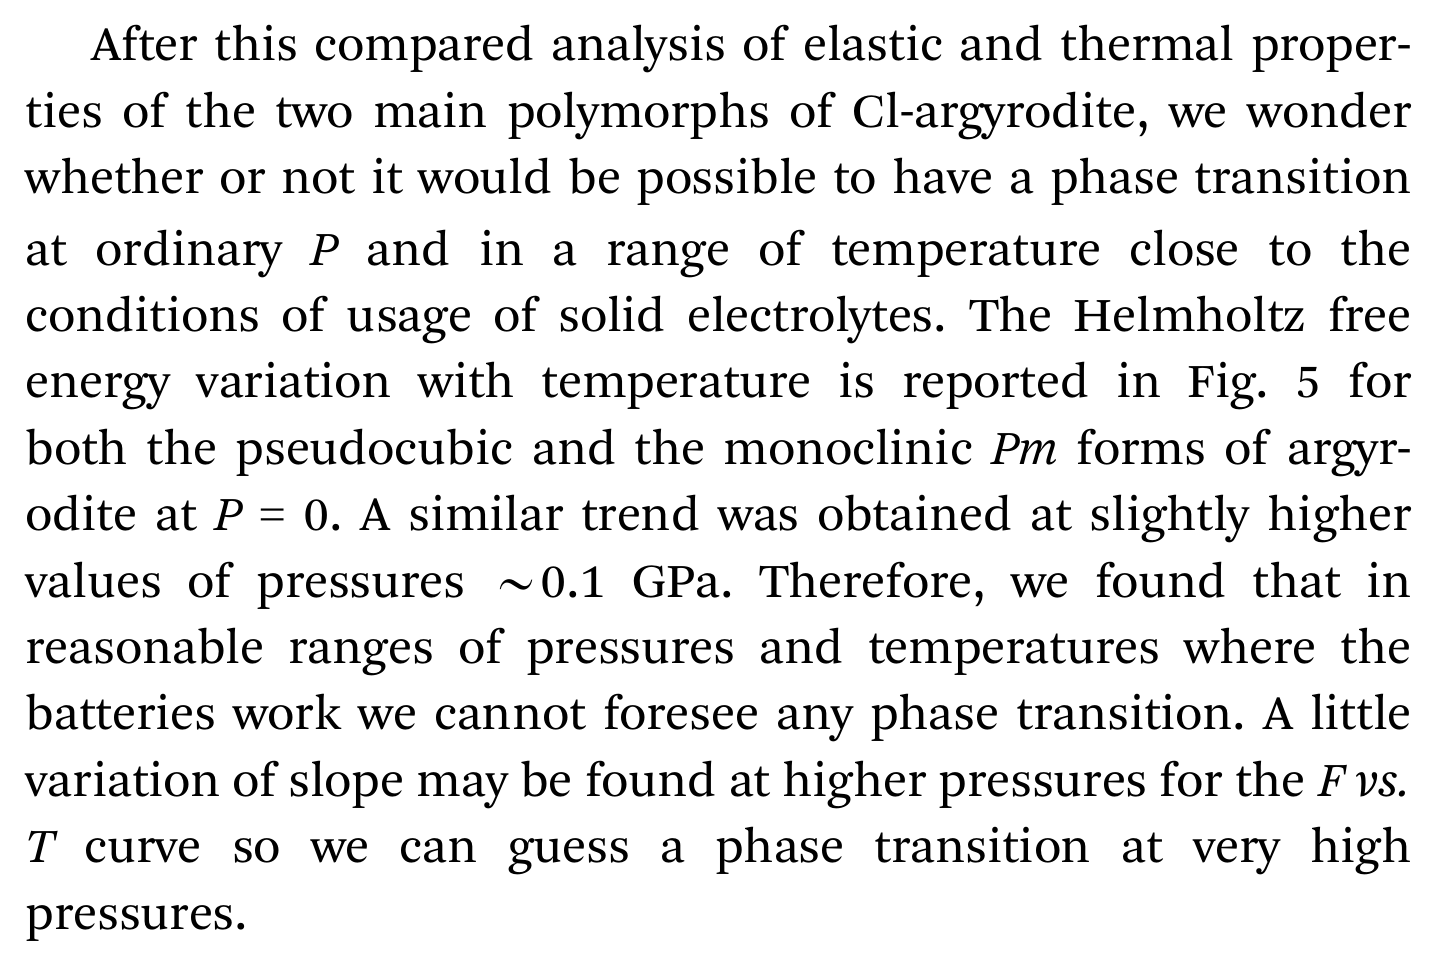 After this compared analysis of elastic and thermal proper-
ties of the two main polymorphs of Cl-argyrodite, we wonder
whether or not it would be possible to have a phase transition
at ordinary P and in a range of temperature close to the
conditions of usage of solid electrolytes. The Helmholtz free
energy variation with temperature is reported in Fig. 5 for
both the pseudocubic and the monoclinic Pm forms of argyr-
odite at P = 0. A similar trend was obtained at slightly higher
values of pressures ~0.1 GPa. Therefore, we found that in
reasonable ranges of pressures and temperatures where the
batteries work we cannot foresee any phase transition. A little
variation of slope may be found at higher pressures for the F vs.
T curve so we can guess a phase transition at very high
pressures.